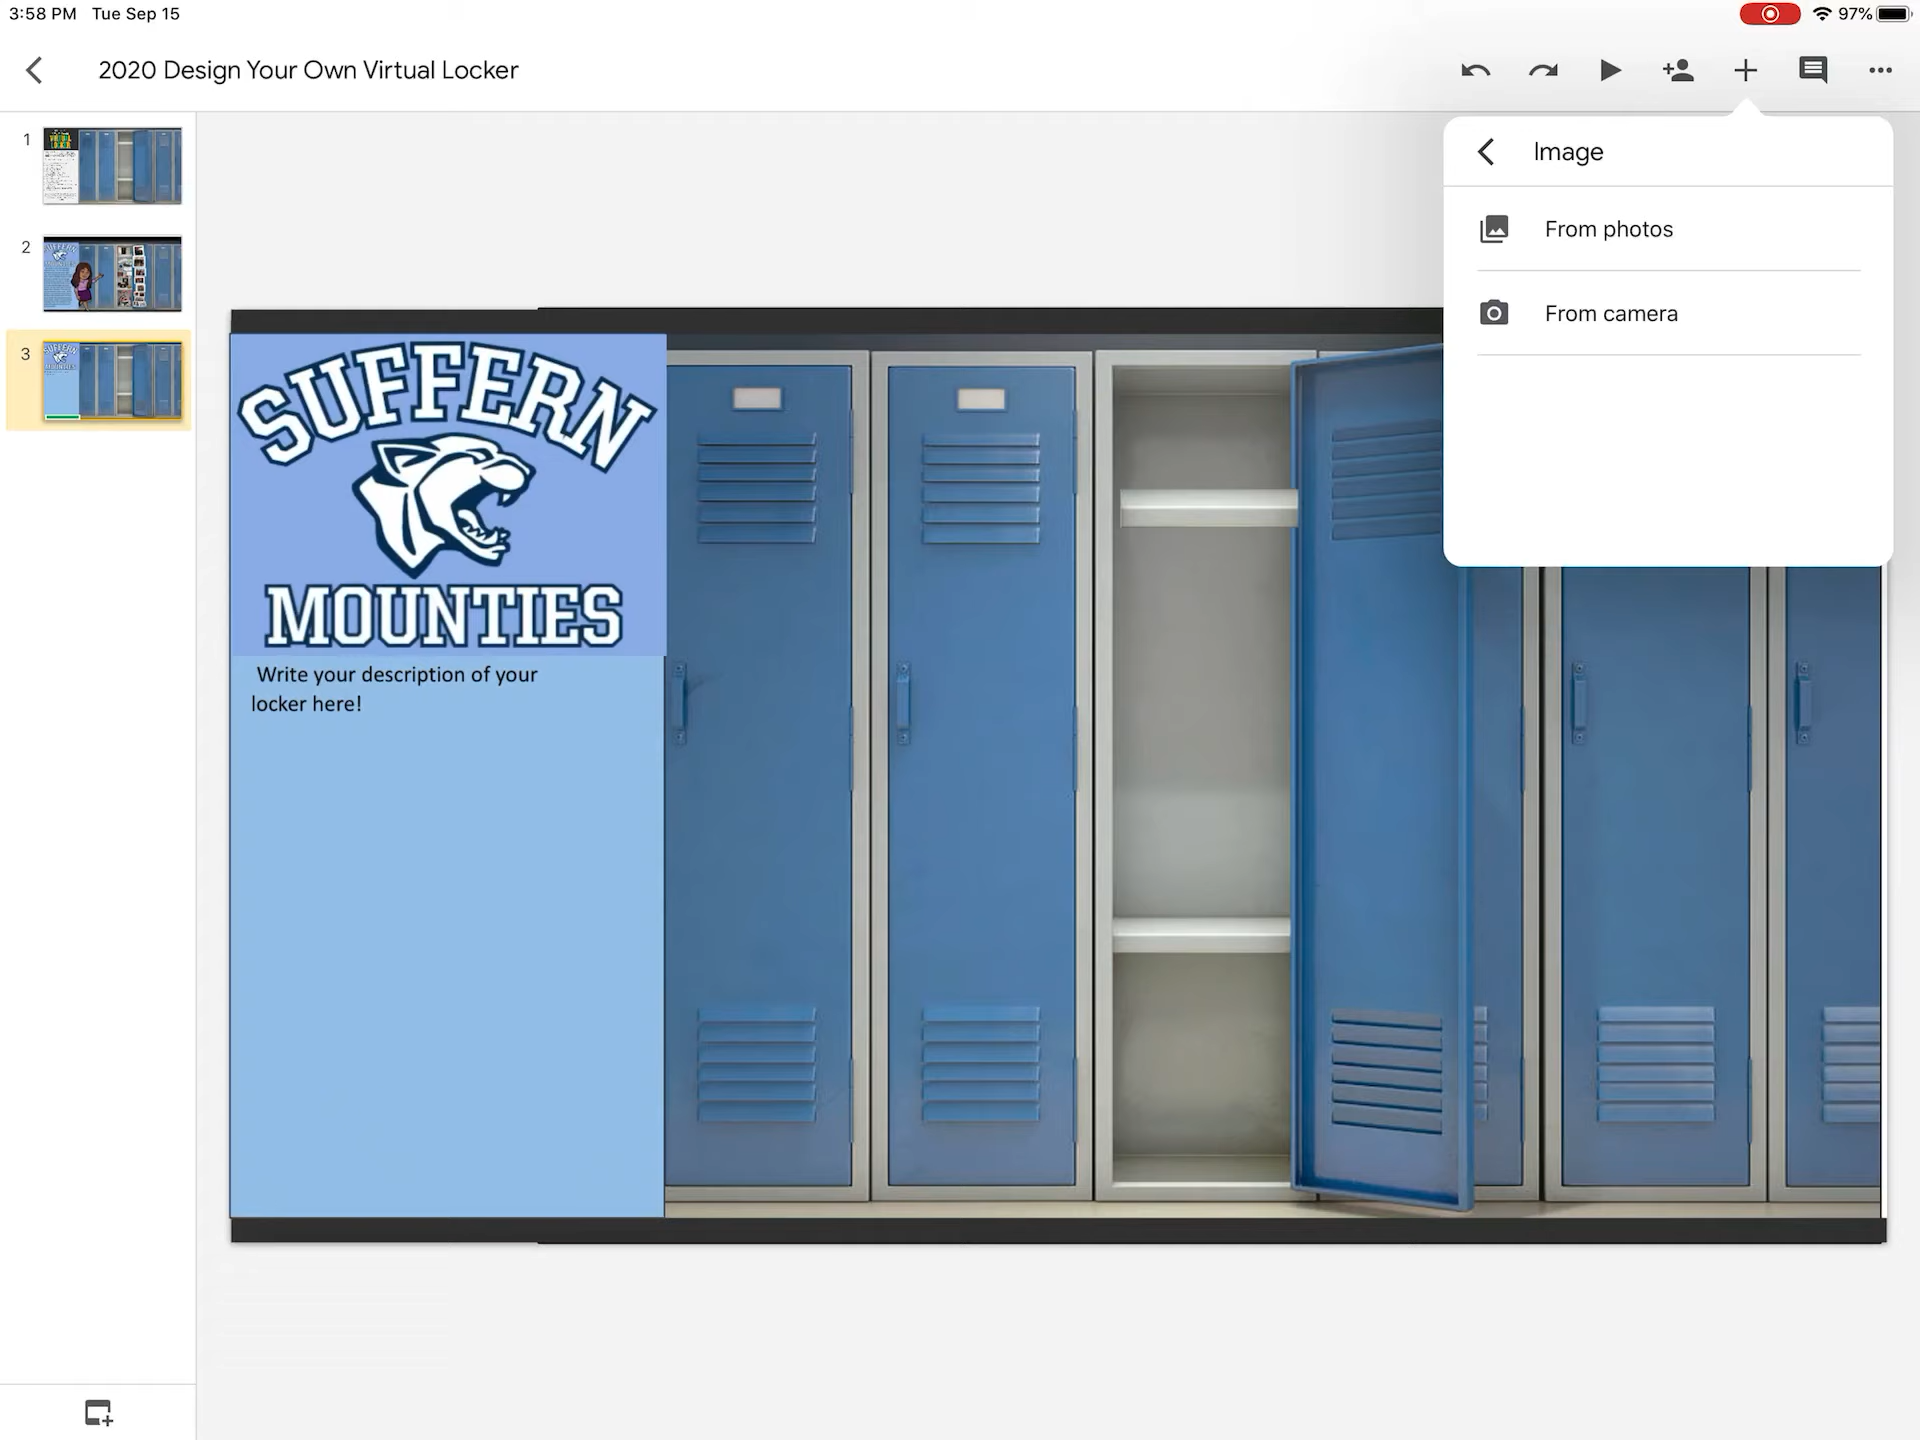 3:58 PM Tue Sep 15
97%
2020 Design Your Own Virtual Locker
Image
From photos
From camera
1
2
3
SUFFERN
MOUNTIES
Write your description of your
locker here!